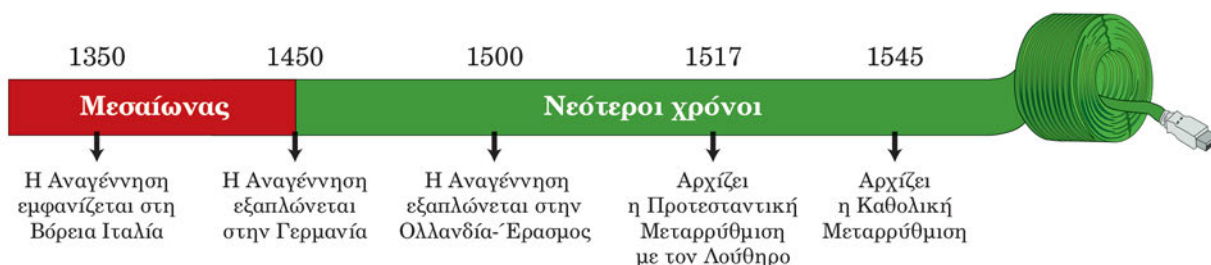 1350 1450 1500 1517 1545
Μεσαίωνας Νεότεροι χρόνοι
Η Αναγέννηση
εμφανίζεται στη
Βόρεια Ιταλία
Η Αναγέννηση
εξαπλώνεται
στην Γερμανία
Η Αναγέννηση
εξαπλώνεται στην
Ολλανδία-Έρασμος
Αρχίζει
η Προτεσταντική
Μεταρρύθμιση
με τον Λούθηρο
Αρχίζει
η Καθολική
Μεταρρύθμιση